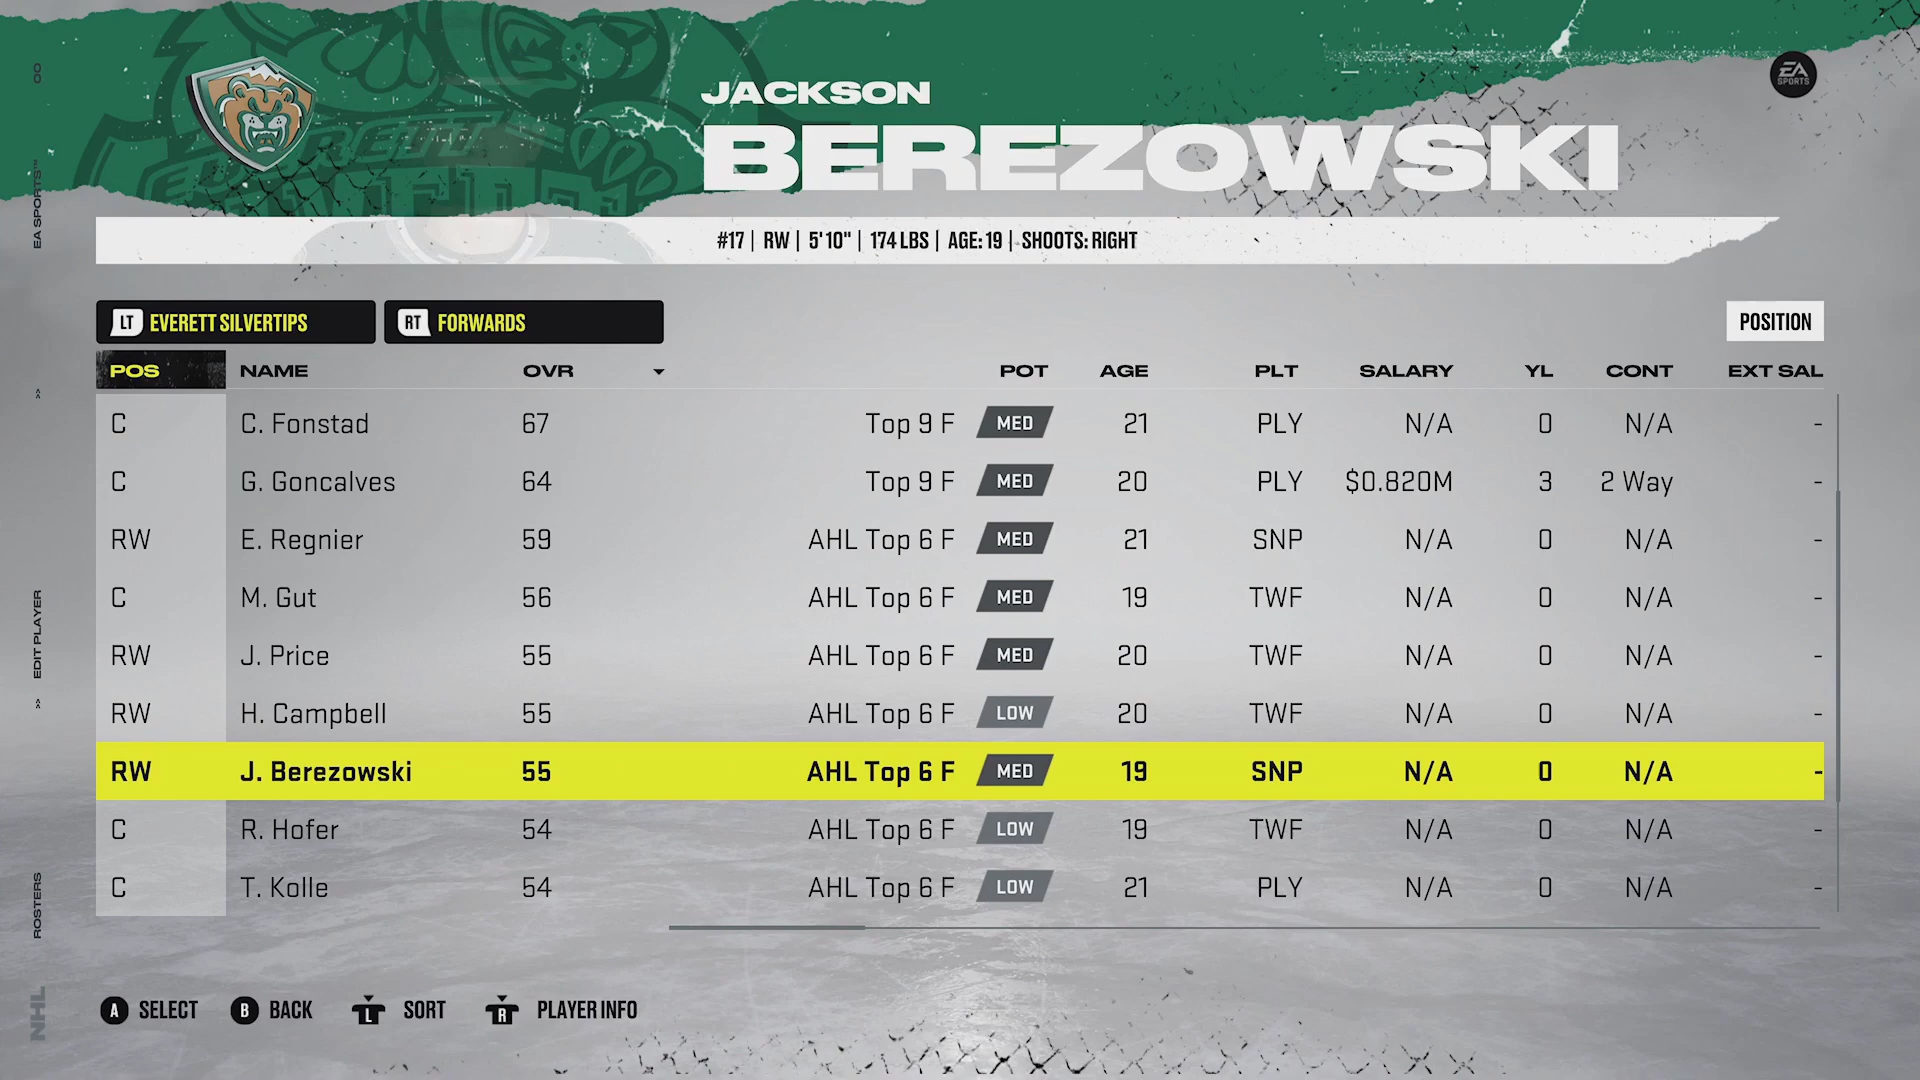 JACKSON
BEREZOWSKI
EA SPORTS
#17 | RW | 5'10" | 174 LBS | AGE: 19 | SHOOTS: RIGHT
LT EVERETT SILVERTIPS RT FORWARDS POSITION
POS NAME OVR POT AGE PLT SALARY YL CONT EXT SAL
C C. Fonstad 67 Top 9 F MED 21 PLY N/A 0 N/A -
C G. Goncalves 64 Top 9 F MED 20 PLY $0.820M 3 2 Way -
RW E. Regnier 59 AHL Top 6 F MED 21 SNP N/A 0 N/A -
C M. Gut 56 AHL Top 6 F MED 19 TWF N/A 0 N/A -
RW J. Price 55 AHL Top 6 F MED 20 TWF N/A 0 N/A -
RW H. Campbell 55 AHL Top 6 F LOW 20 TWF N/A 0 N/A -
RW J. Berezowski 55 AHL Top 6 F MED 19 SNP N/A 0 N/A -
C R. Hofer 54 AHL Top 6 F LOW 19 TWF N/A 0 N/A -
C T. Kolle 54 AHL Top 6 F LOW 21 PLY N/A 0 N/A -
A SELECT B BACK L SORT R PLAYER INFO
NHL ROSTERS >> EDIT PLAYER >> EA SPORTS™